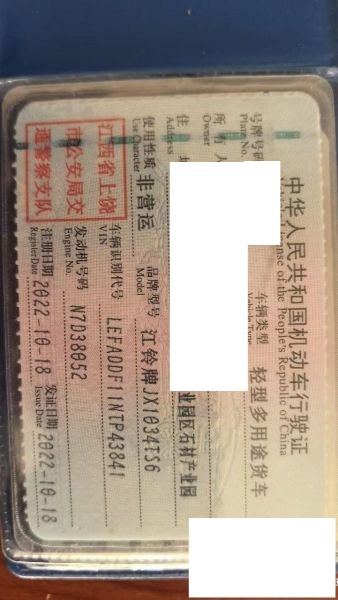 中华人民共和国机动车行驶证
ense of the People's Republic of China
号牌号码
Plate No.
车辆类型
Vehicle Type
轻型多用途货车
所有人
Owner
住
Address
业园区石材产业园
使用性质
Use Character
非营运
品牌型号
Model
江铃牌JX1034TS6
江西省上饶
市公安局交
通警察支队
车辆识别代号
VIN
LEFADDF11NTP43841
发动机号码
Engine No.
N7D38052
注册日期
Register Date
2022-10-18
发证日期
Issue Date
2022-10-18